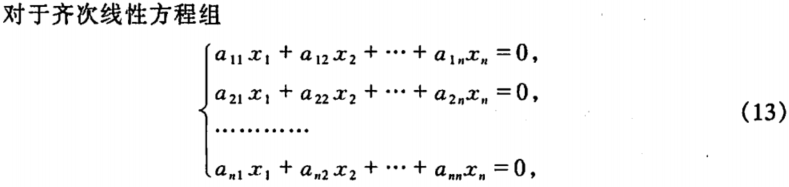 对于齐次线性方程组
a₁₁x₁ + a₁₂x₂ + ⋯ + a₁ₙxₙ = 0,
a₂₁x₁ + a₂₂x₂ + ⋯ + a₂ₙxₙ = 0,
………… (13)
aₙ₁x₁ + aₙ₂x₂ + ⋯ + aₙₙxₙ = 0,